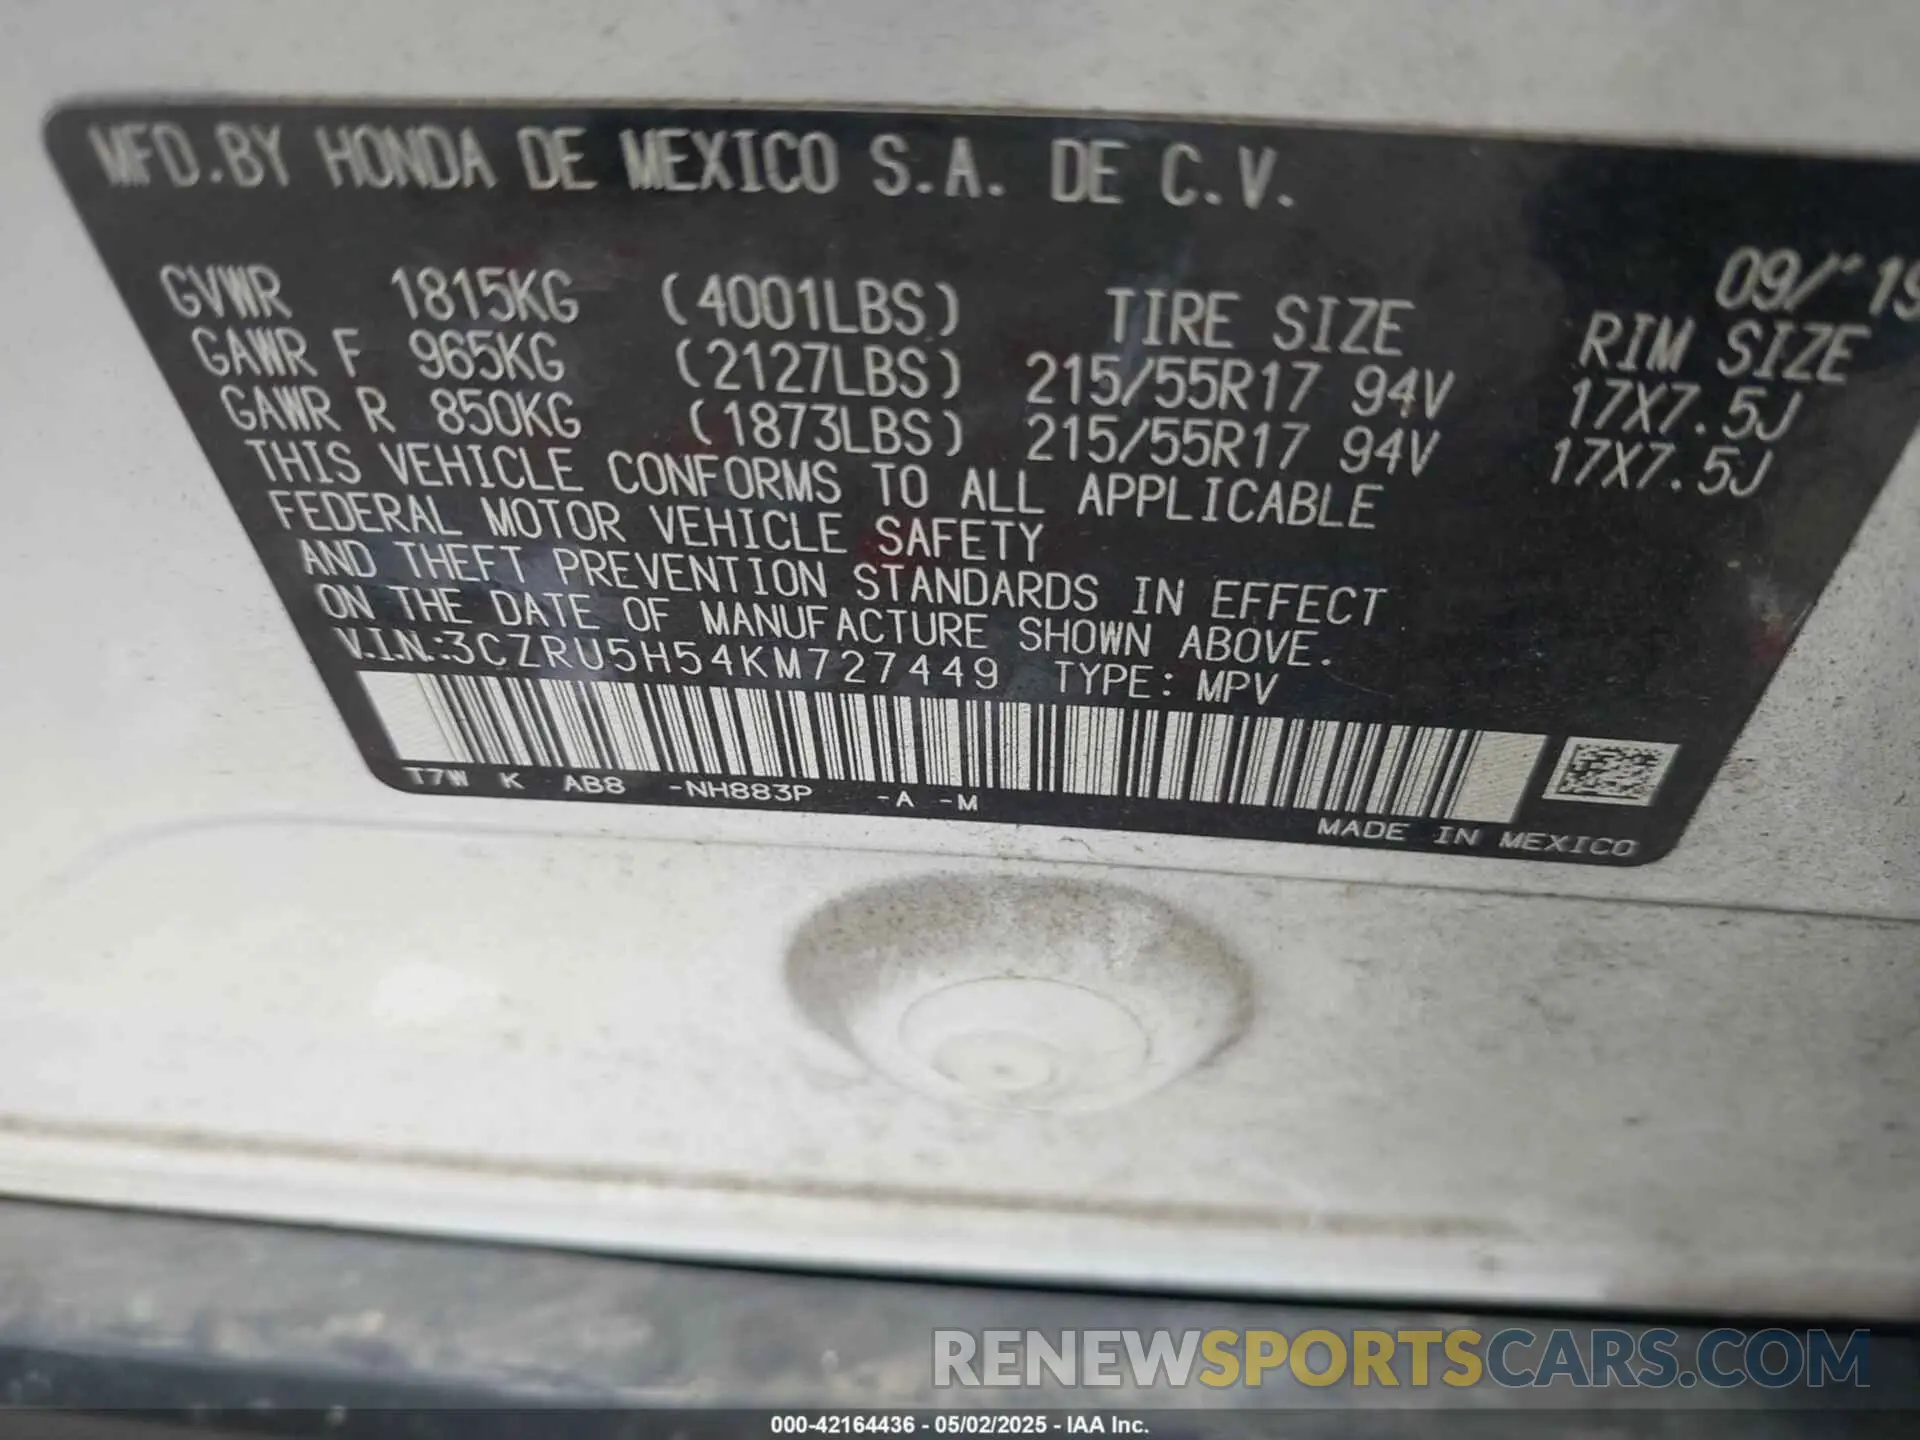 MFD.BY HONDA DE MEXICO S.A. DE C.V.
09/"19
GVWR 1815KG (4001LBS) TIRE SIZE RIM SIZE
GAWR F 965KG (2127LBS) 215/55R17 94V 17X7.5J
GAWR R 850KG (1873LBS) 215/55R17 94V 17X7.5J
THIS VEHICLE CONFORMS TO ALL APPLICABLE
FEDERAL MOTOR VEHICLE SAFETY
AND THEFT PREVENTION STANDARDS IN EFFECT
ON THE DATE OF MANUFACTURE SHOWN ABOVE.
V.I.N.:3CZRU5H54KM727449 TYPE: MPV
T7W K AB8 -NH883P -A -M
MADE IN MEXICO
RENEWSPORTSCARS.COM
000-42164436 - 05/02/2025 - IAA Inc.